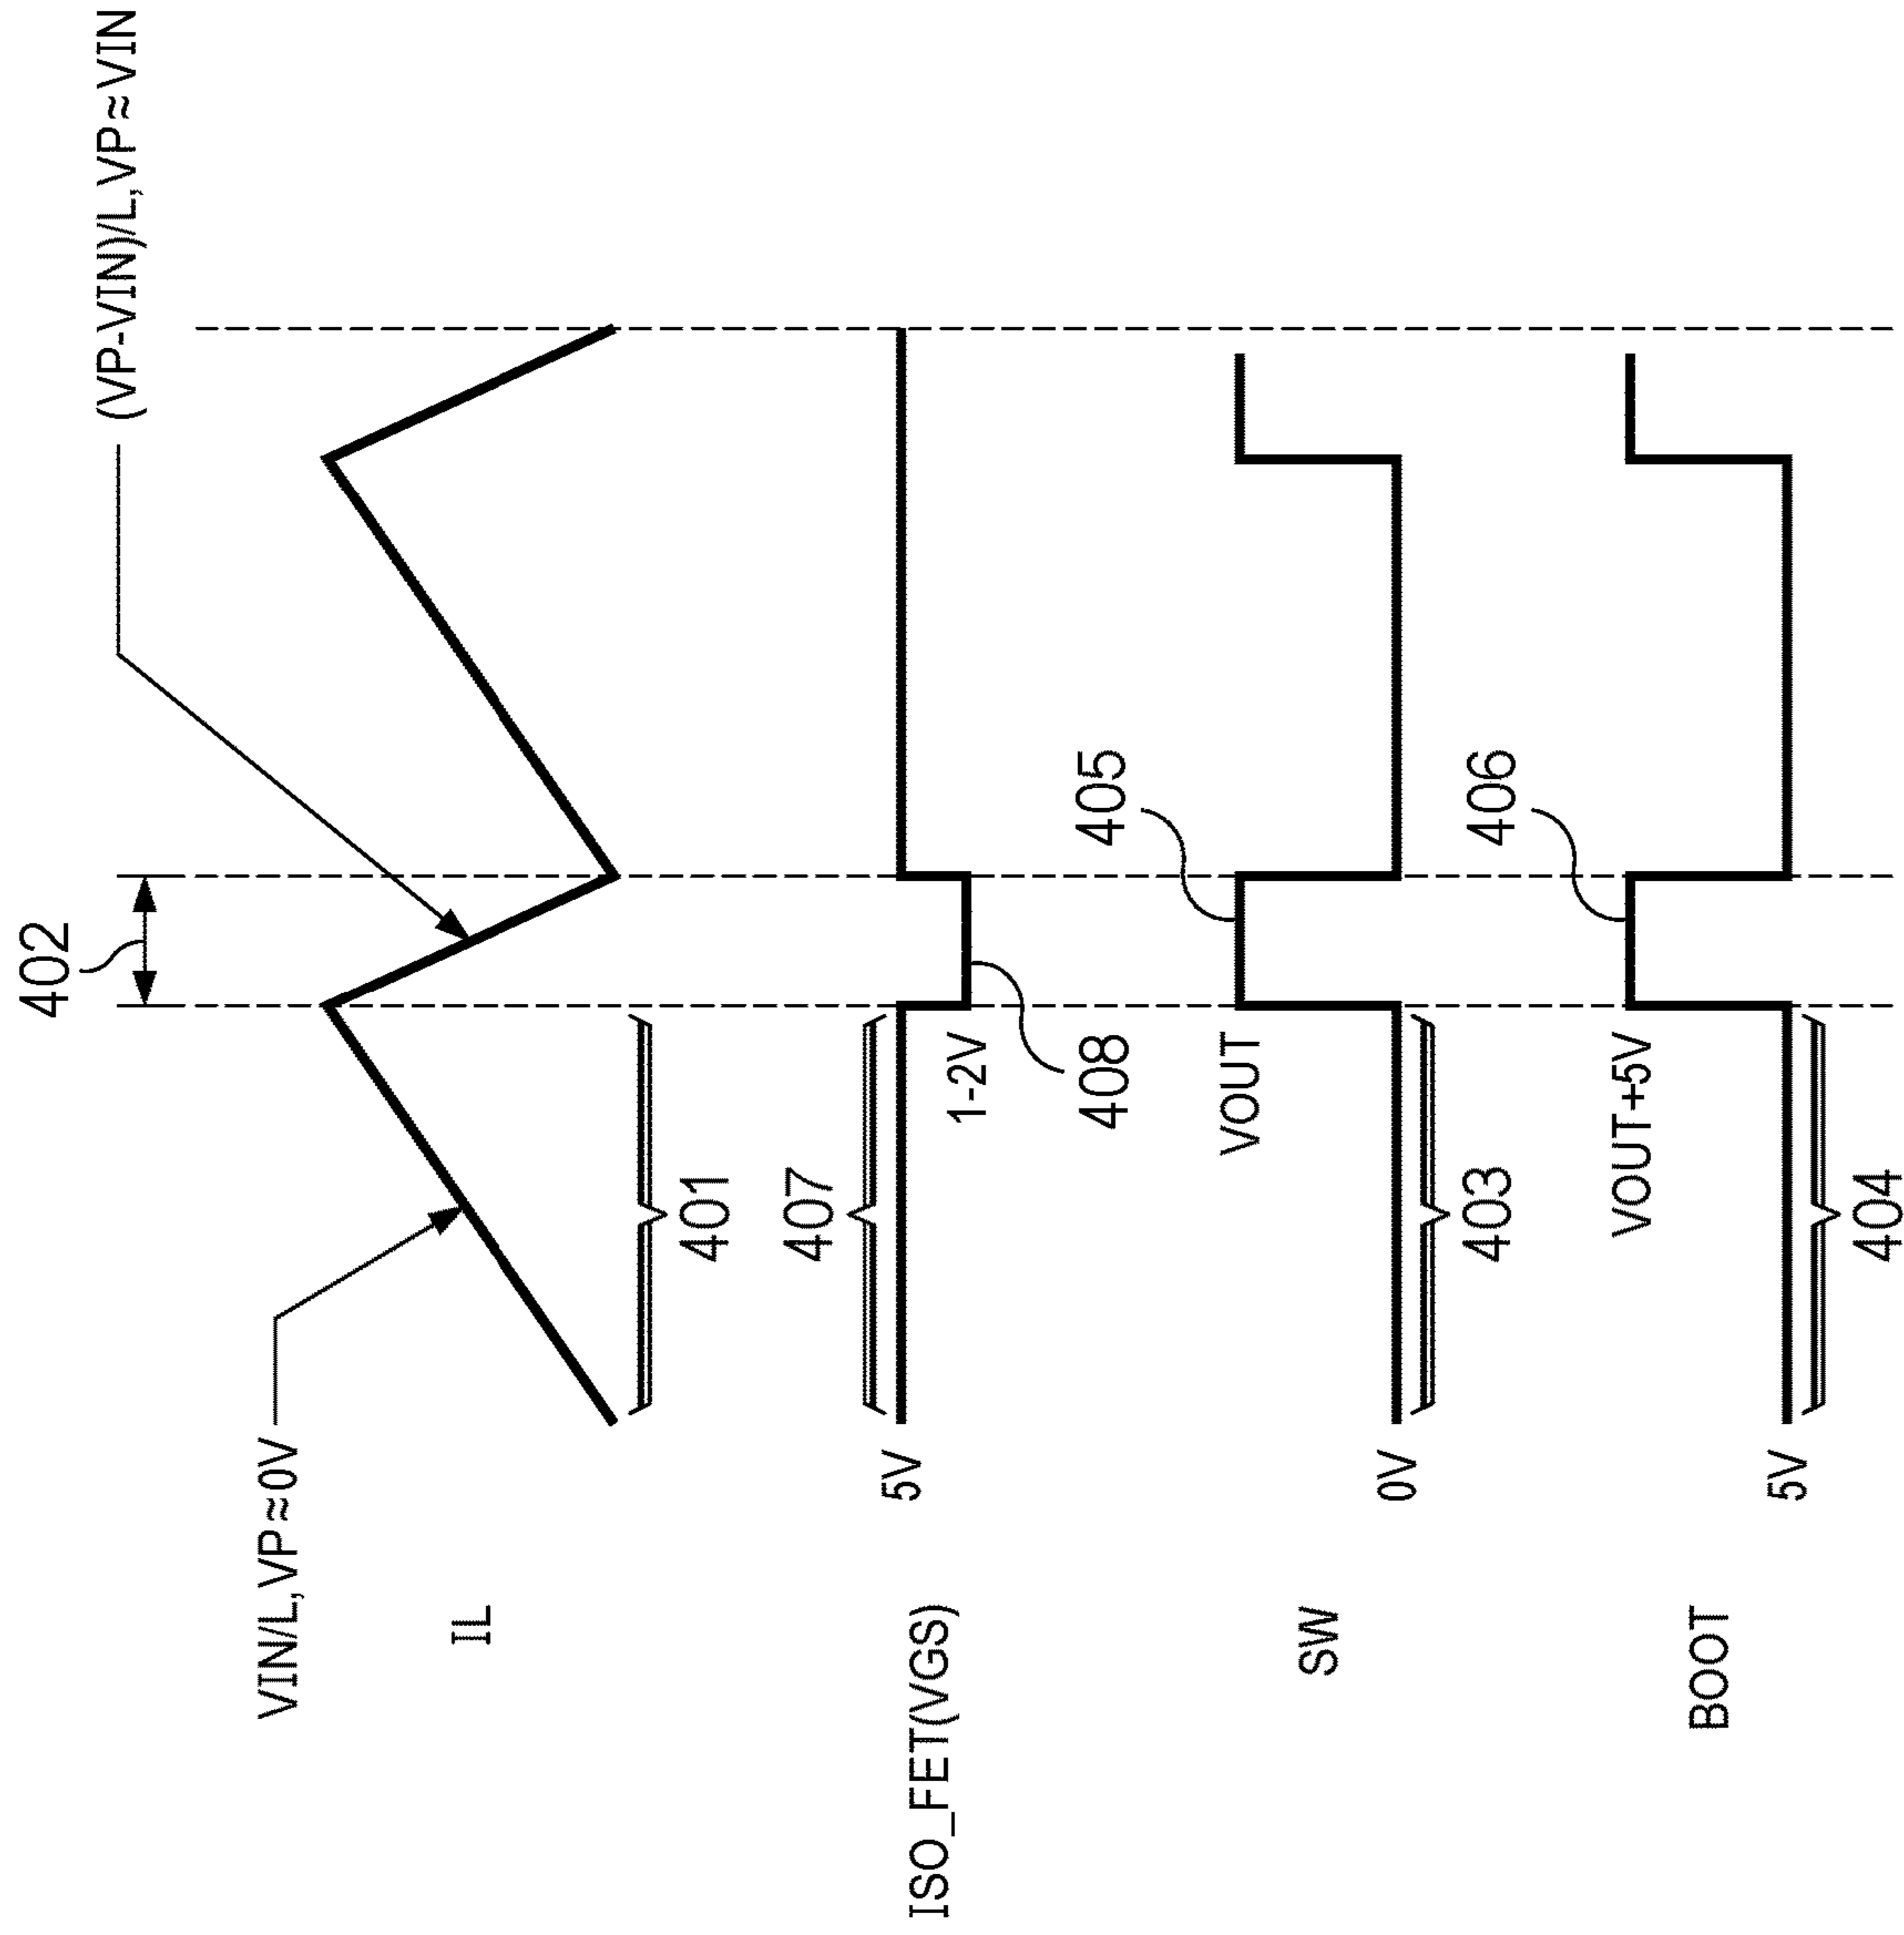 402
(VP-VIN)/L,VP≈VIN
VIN/L,VP≈0V
IL
401
407
5V
ISO_FET(VGS)
1-2V
408
405
VOUT
0V
SW
403
406
VOUT+5V
5V
BOOT
404